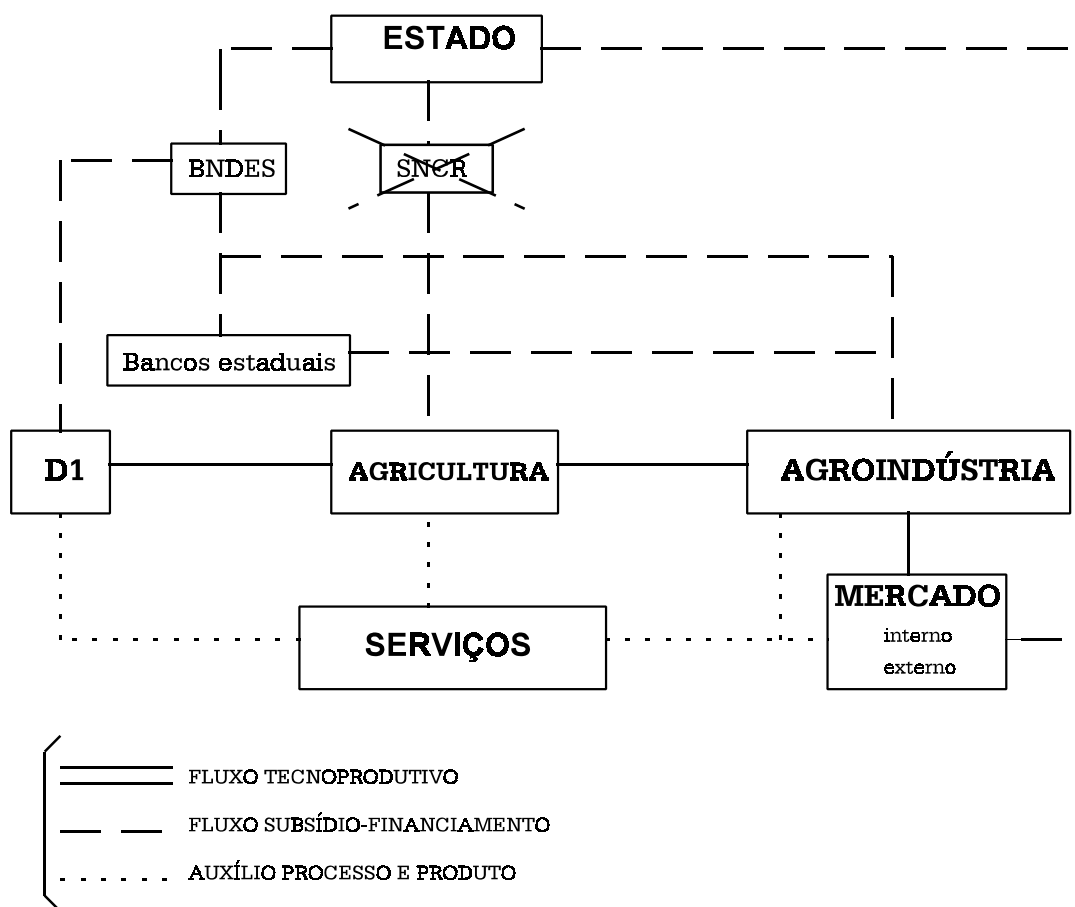 ESTADO
BNDES
SNCR
Bancos estaduais
D1
AGRICULTURA
AGROINDÚSTRIA
MERCADO
interno
externo
SERVIÇOS
FLUXO TECNOPRODUTIVO
FLUXO SUBSÍDIO-FINANCIAMENTO
AUXÍLIO PROCESSO E PRODUTO